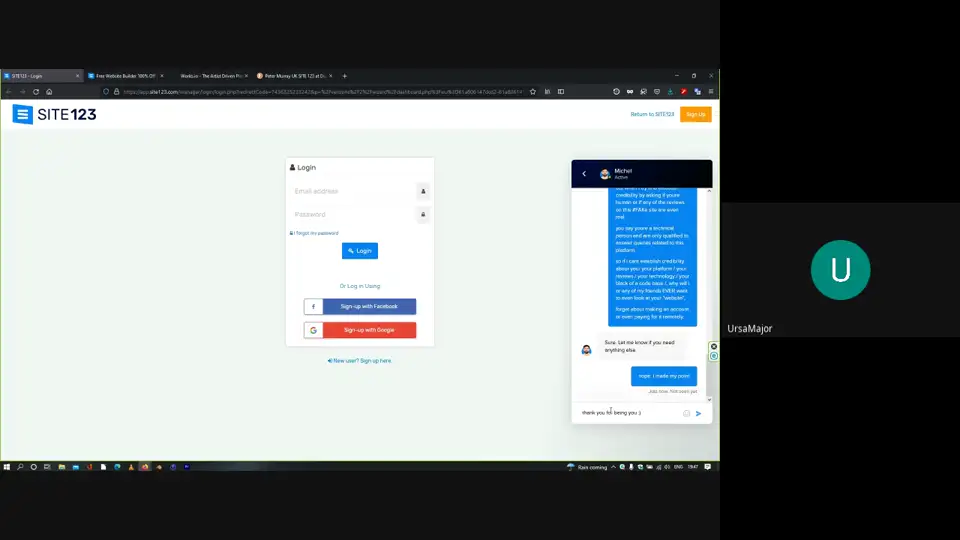 SITE123 - Login
Free Website Builder: 100% Off
Works.io - The Artist Driven Pl
Peter Murray UK SITE 123 at D
SITE123
Return to SITE123
Sign Up
Login
Email address
Password
I forgot my password
Login
Or Log in Using
Sign-up with Facebook
Sign-up with Google
New user? Sign up here.
Michel
Active
credibility by asking if you're
human or if any of the reviews
on this #FAKe site are even
real.
you say you're a technical
person and are only qualified to
answer queries related to this
platform.
so if i cant establish credibility
about you/ your platform / your
reviews / your technology /
your block of a code base /, why will i
or any of my friends EVER want
to even look at your "website",
forget about making an account
or even paying for a remedy.
Sure. Let me know if you need
anything else.
nope. I made my point
Just now. Not seen yet
thank you for being you :)
Rain coming
ENG
19:47
U
UrsaMajor